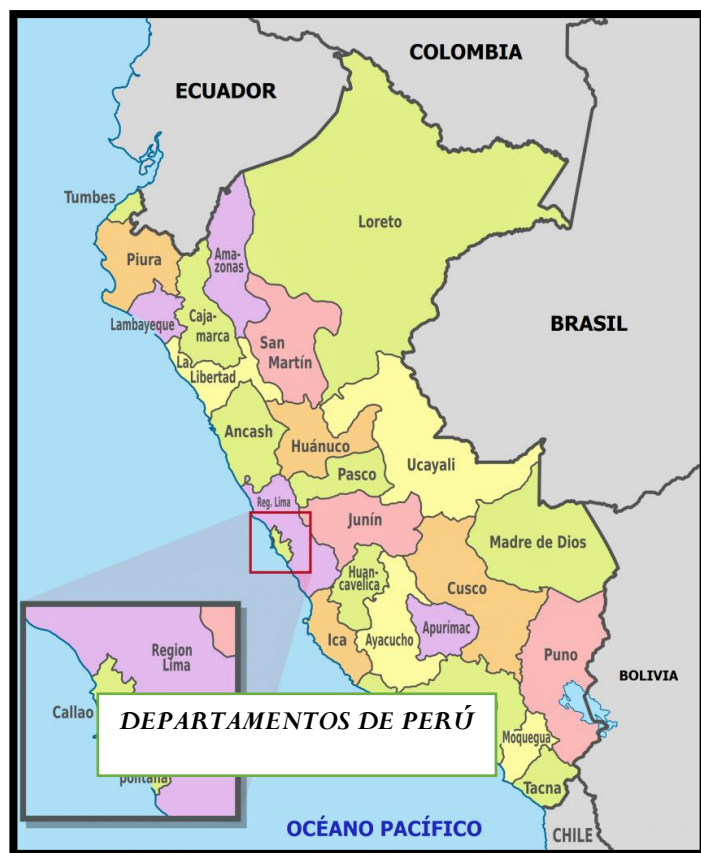 COLOMBIA
ECUADOR
Tumbes
Loreto
Piura
Ama-
zonas
Lambayeque
Caja-
marca
BRASIL
San
Martín
La
Libertad
Ancash
Huánuco
Ucayali
Pasco
Reg. Lima
Junín
Madre de Dios
Huan-
cavelica
Cusco
Ica
Ayacucho
Apurímac
Puno
Region
Lima
BOLIVIA
Callao
DEPARTAMENTOS DE PERÚ
Moquegua
politana
Tacna
OCÉANO PACÍFICO
CHILE